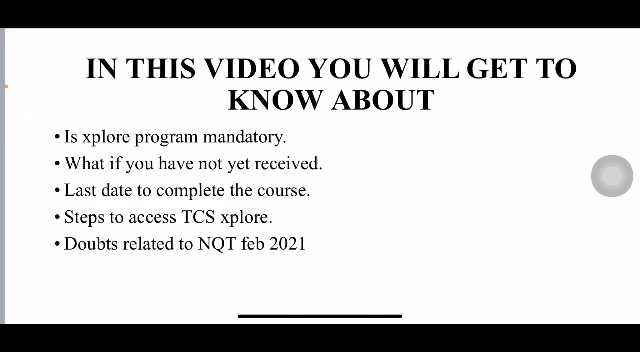 IN THIS VIDEO YOU WILL GET TO
KNOW ABOUT
• Is xplore program mandatory.
• What if you have not yet received.
• Last date to complete the course.
• Steps to access TCS xplore.
• Doubts related to NQT feb 2021